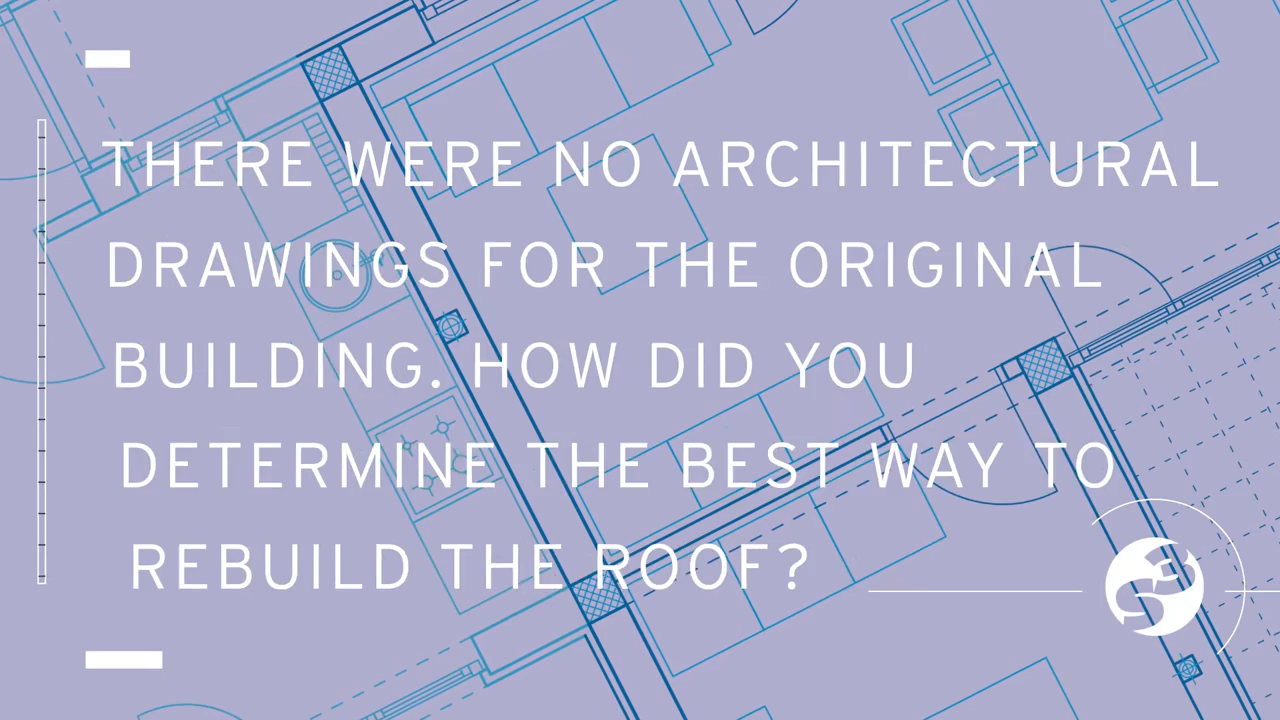 THERE WERE NO ARCHITECTURAL
DRAWINGS FOR THE ORIGINAL
BUILDING. HOW DID YOU
DETERMINE THE BEST WAY TO
REBUILD THE ROOF?